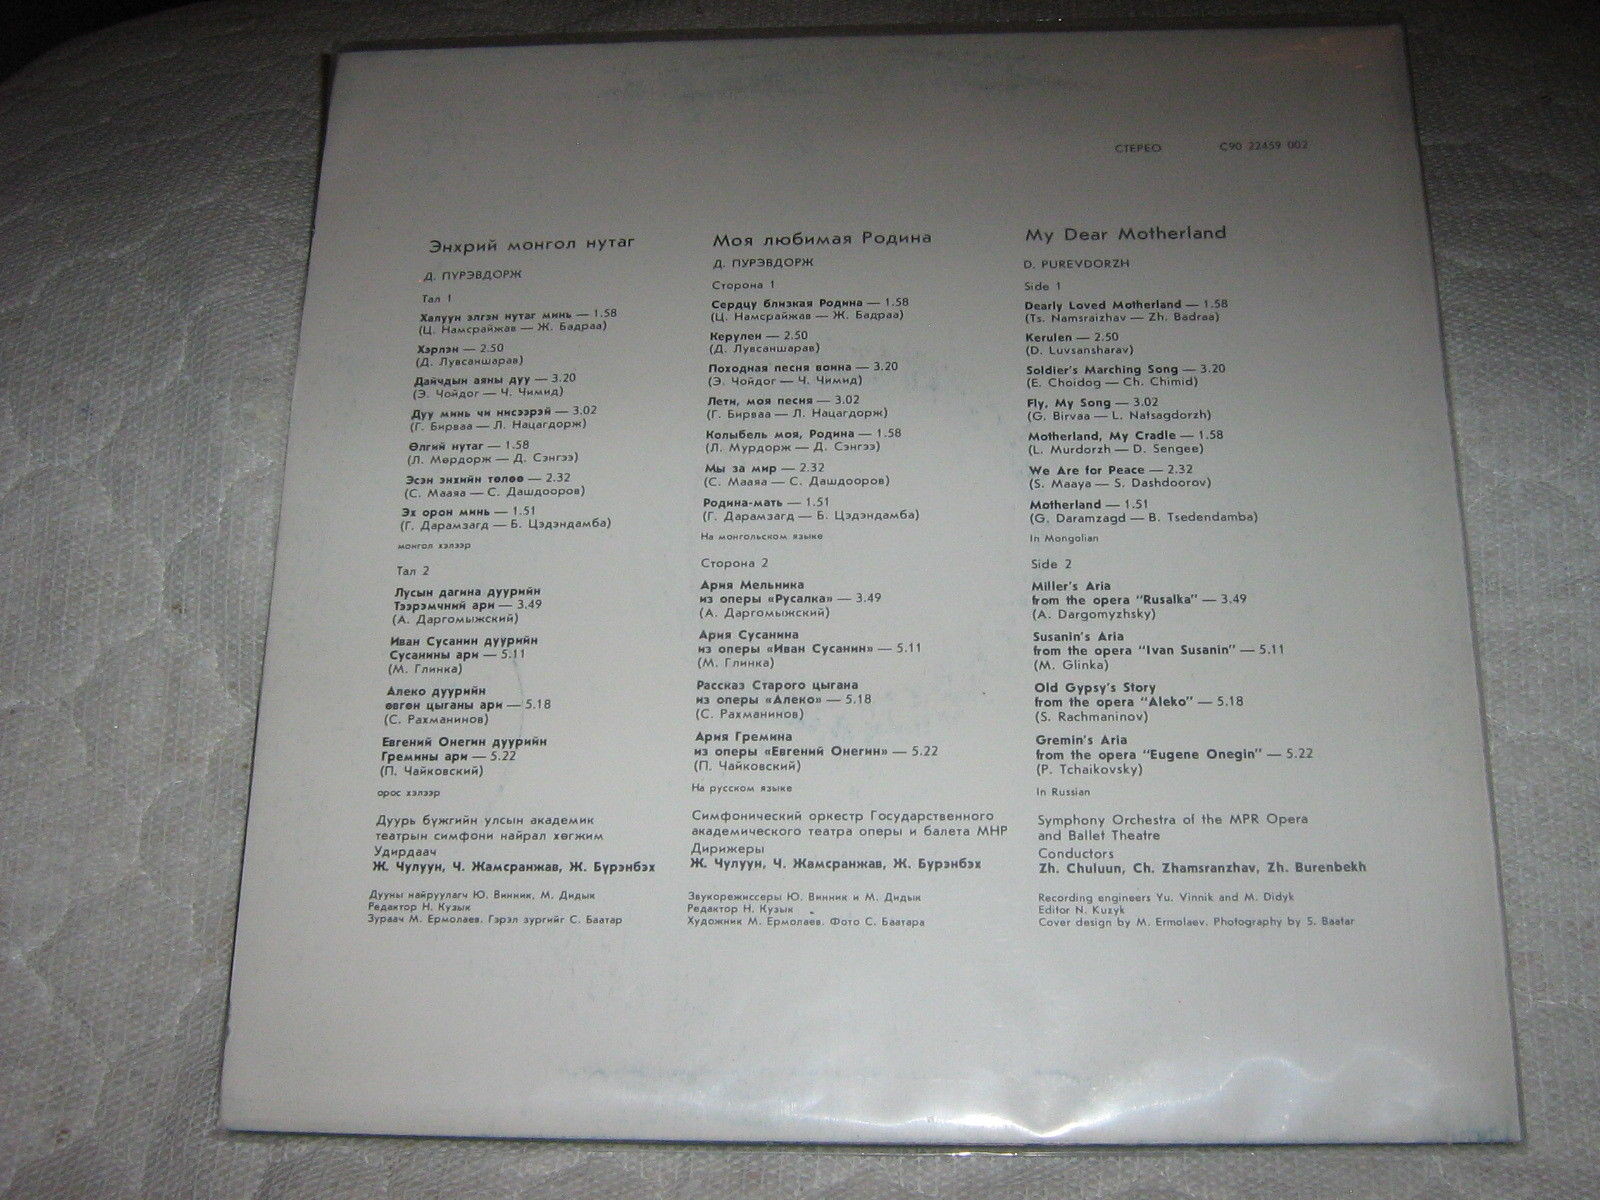 СТЕРЕО C90 22459 002
Энхрий монгол нутаг
Д. ПУРЭВДОРЖ
Тал 1
Халуун элгэн нутаг минь — 1.58
(Ц. Намсрайжав — Ж. Бадраа)
Хэрлэн — 2.50
(Д. Лувсаншарав)
Дайчдын аяны дуу — 3.20
(Э. Чойдог — Ч. Чимид)
Дуу минь чи нисээрэй — 3.02
(Г. Бирваа — Л. Нацагдорж)
Өлгий нутаг — 1.58
(Л. Мөрдорж — Д. Сэнгээ)
Эсэн энхийн төлөө — 2.32
(С. Мааяа — С. Дашдооров)
Эх орон минь — 1.51
(Г. Дарамзагд — Б. Цэдэндамба)
монгол хэлээр
Тал 2
Лусын дагина дуурийн
Тээрэмчний ари — 3.49
(А. Даргомыжский)
Иван Сусанин дуурийн
Сусанины ари — 5.11
(М. Глинка)
Алеко дуурийн
өвгөн цыганы ари — 5.18
(С. Рахманинов)
Евгений Онегин дуурийн
Гремины ари — 5.22
(П. Чайковский)
орос хэлээр
Дуурь бүжгийн улсын академик
театрын симфони найрал хөгжим
Удирдаач
Ж. Чулуун, Ч. Жамсранжав, Ж. Бүрэнбэх
Дууны найруулагч Ю. Винник, М. Дидык
Редактор Н. Кузык
Зураач М. Ермолаев. Гэрэл зургийг С. Баатар
Моя любимая Родина
Д. ПУРЭВДОРЖ
Сторона 1
Сердцу близкая Родина — 1.58
(Ц. Намсрайжав — Ж. Бадраа)
Керулен — 2.50
(Д. Лувсаншарав)
Походная песня воина — 3.20
(Э. Чойдог — Ч. Чимид)
Лети, моя песня — 3.02
(Г. Бирваа — Л. Нацагдорж)
Колыбель моя, Родина — 1.58
(Л. Мурдорж — Д. Сэнгээ)
Мы за мир — 2.32
(С. Мааяа — С. Дашдооров)
Родина-мать — 1.51
(Г. Дарамзагд — Б. Цэдэндамба)
На монгольском языке
Сторона 2
Ария Мельника
из оперы «Русалка» — 3.49
(А. Даргомыжский)
Ария Сусанина
из оперы «Иван Сусанин» — 5.11
(М. Глинка)
Рассказ Старого цыгана
из оперы «Алеко» — 5.18
(С. Рахманинов)
Ария Гремина
из оперы «Евгений Онегин» — 5.22
(П. Чайковский)
На русском языке
Симфонический оркестр Государственного
академического театра оперы и балета МНР
Дирижеры
Ж. Чулуун, Ч. Жамсранжав, Ж. Бурэнбэх
Звукорежиссеры Ю. Винник и М. Дидык
Редактор Н. Кузык
Художник М. Ермолаев. Фото С. Баатара
My Dear Motherland
D. PUREVDORZH
Side 1
Dearly Loved Motherland — 1.58
(Ts. Namsraizhav — Zh. Badraa)
Kerulen — 2.50
(D. Luvsansharav)
Soldier's Marching Song — 3.20
(E. Choidog — Ch. Chimid)
Fly, My Song — 3.02
(G. Birvaa — L. Natsagdorzh)
Motherland, My Cradle — 1.58
(L. Murdorzh — D. Sengee)
We Are for Peace — 2.32
(S. Maaya — S. Dashdoorov)
Motherland — 1.51
(G. Daramzagd — B. Tsedendamba)
In Mongolian
Side 2
Miller's Aria
from the opera "Rusalka" — 3.49
(A. Dargomyzhsky)
Susanin's Aria
from the opera "Ivan Susanin" — 5.11
(M. Glinka)
Old Gypsy's Story
from the opera "Aleko" — 5.18
(S. Rachmaninov)
Gremin's Aria
from the opera "Eugene Onegin" — 5.22
(P. Tchaikovsky)
In Russian
Symphony Orchestra of the MPR Opera
and Ballet Theatre
Conductors
Zh. Chuluun, Ch. Zhamsranzhav, Zh. Burenbekh
Recording engineers Yu. Vinnik and M. Didyk
Editor N. Kuzyk
Cover design by M. Ermolaev. Photography by S. Baatar